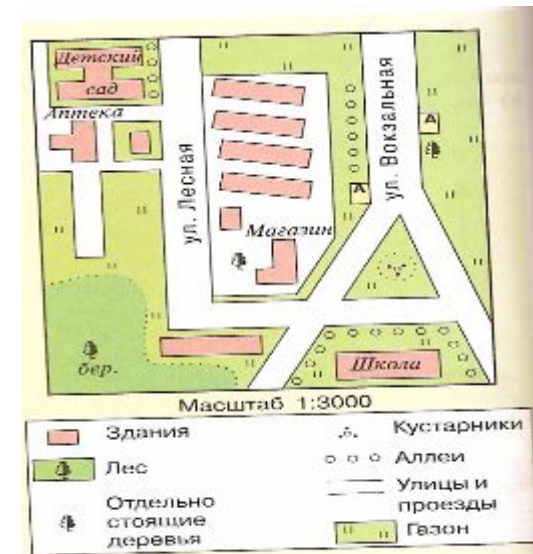 Детский
сад
Аптека
ул. Лесная
Магазин
ул. Вокзальная
А
А
бер.
Школа
Масштаб 1:3000
Здания
Лес
Отдельно
стоящие
деревья
Кустарники
Аллеи
Улицы и
проезды
Газон